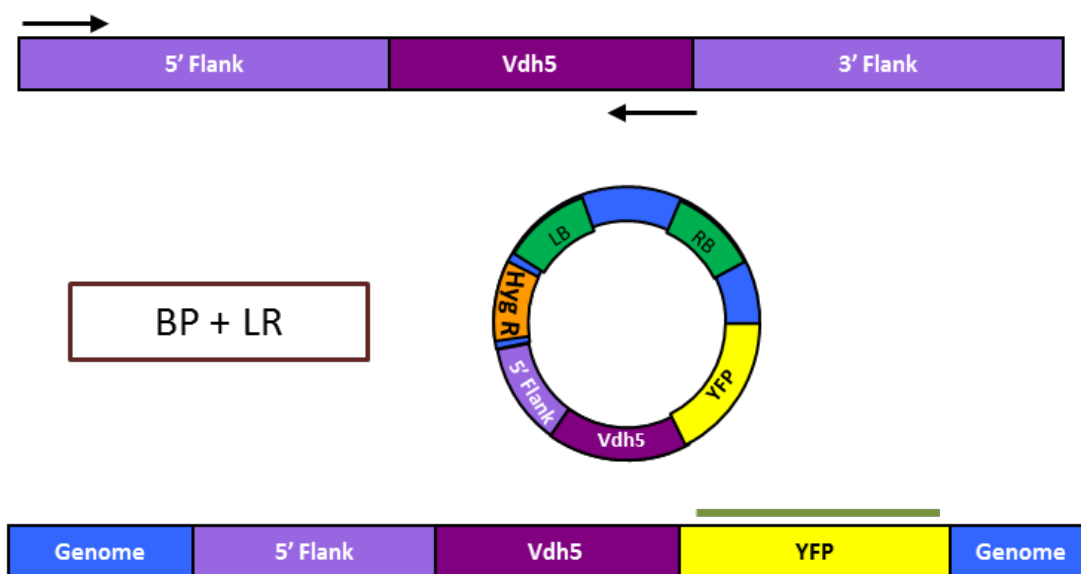 5’ Flank Vdh5 3’ Flank
LB RB
Hyg R
BP + LR
5’ Flank YFP
Vdh5
Genome 5’ Flank Vdh5 YFP Genome